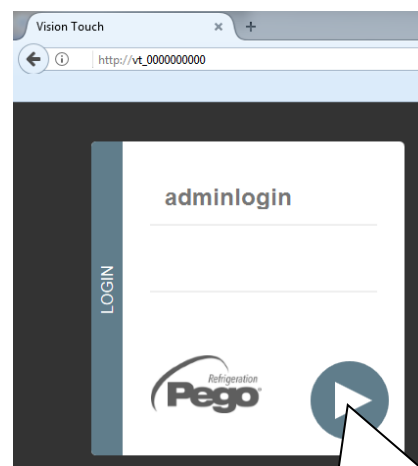 Vision Touch
http://vt_0000000000
adminlogin
LOGIN
Refrigeration
Pego